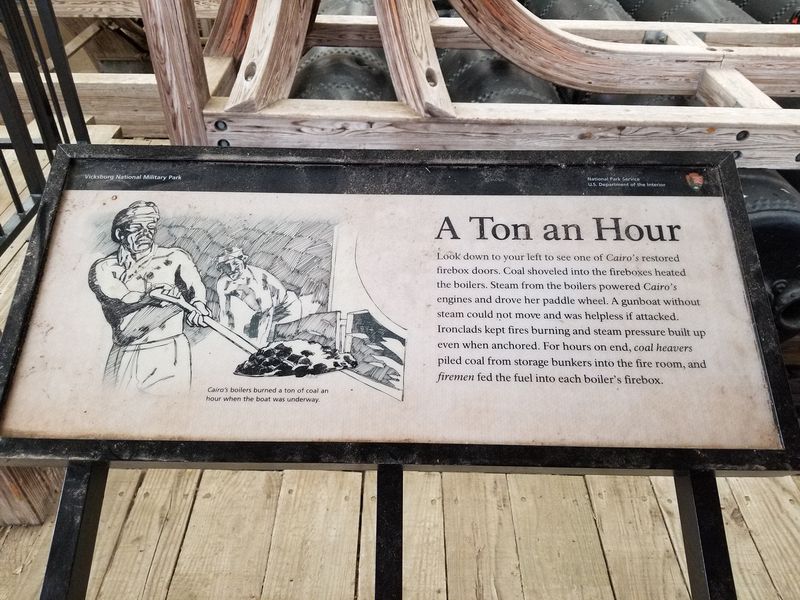 Vicksburg National Military Park
National Park Service
U.S. Department of the Interior
A Ton an Hour
Look down to your left to see one of Cairo's restored
firebox doors. Coal shoveled into the fireboxes heated
the boilers. Steam from the boilers powered Cairo's
engines and drove her paddle wheel. A gunboat without
steam could not move and was helpless if attacked.
Ironclads kept fires burning and steam pressure built up
even when anchored. For hours on end, coal heavers
piled coal from storage bunkers into the fire room, and
firemen fed the fuel into each boiler's firebox.
Cairo's boilers burned a ton of coal an
hour when the boat was underway.